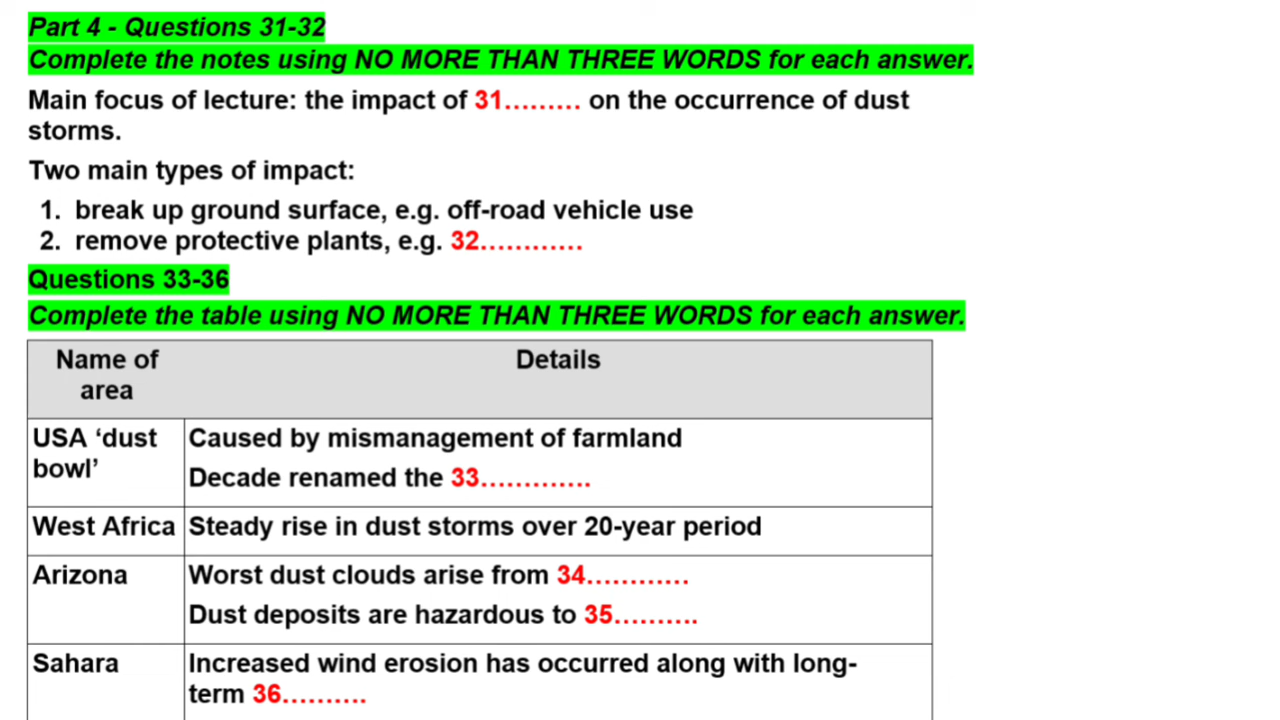 Part 4 - Questions 31-32
Complete the notes using NO MORE THAN THREE WORDS for each answer.
Main focus of lecture: the impact of 31……… on the occurrence of dust
storms.
Two main types of impact:
1. break up ground surface, e.g. off-road vehicle use
2. remove protective plants, e.g. 32…………
Questions 33-36
Complete the table using NO MORE THAN THREE WORDS for each answer.
Name of
area
Details
USA ‘dust
bowl’
Caused by mismanagement of farmland
Decade renamed the 33………….
West Africa
Steady rise in dust storms over 20-year period
Arizona
Worst dust clouds arise from 34…………
Dust deposits are hazardous to 35……….
Sahara
Increased wind erosion has occurred along with long-
term 36……….